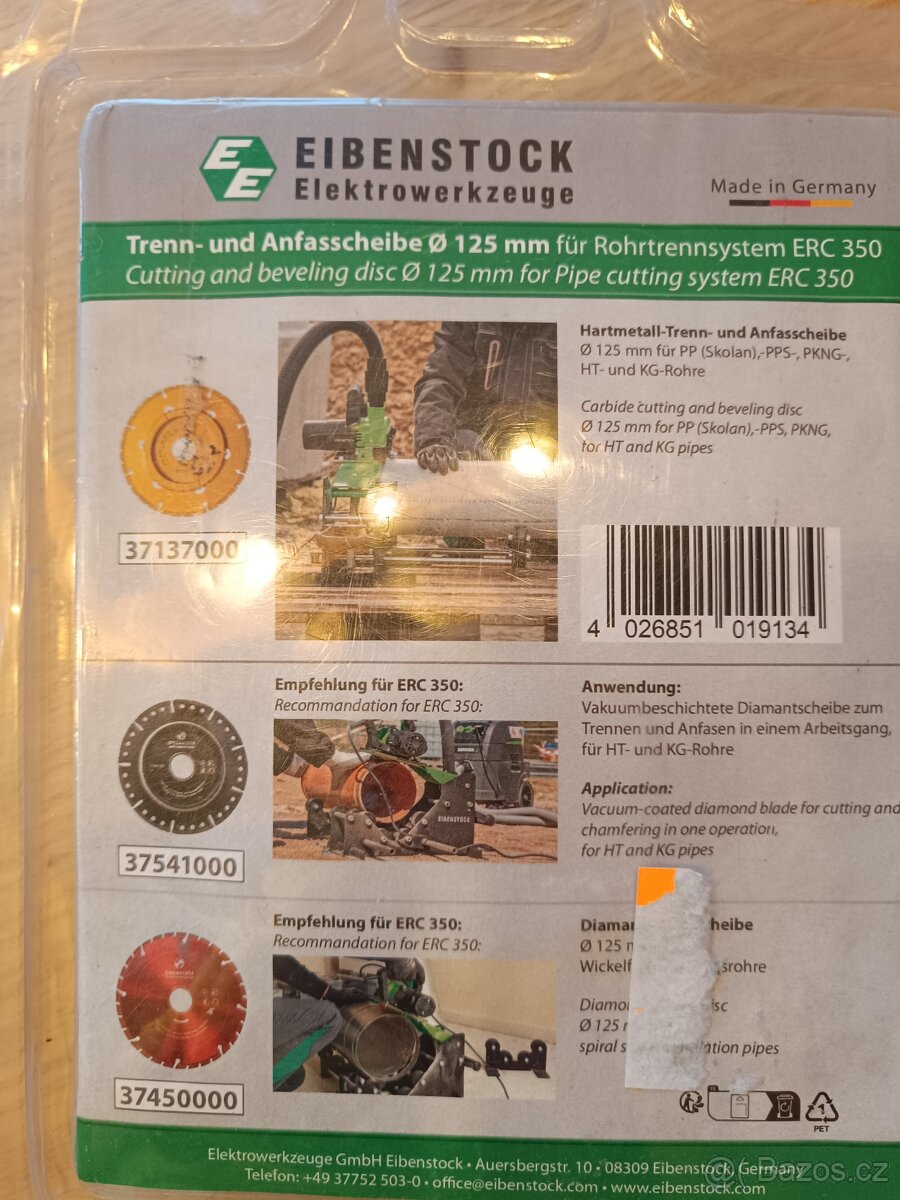 EIBENSTOCK
Elektrowerkzeuge
Made in Germany
Trenn- und Anfasscheibe Ø 125 mm für Rohrtrennsystem ERC 350
Cutting and beveling disc Ø 125 mm for Pipe cutting system ERC 350
Hartmetall-Trenn- und Anfasscheibe
Ø 125 mm für PP (Skolan),-PPS-, PKNG-,
HT- und KG-Rohre
Carbide cutting and beveling disc
Ø 125 mm for PP (Skolan),-PPS, PKNG,
for HT and KG pipes
37137000
4 026851 019134
Empfehlung für ERC 350:
Recommandation for ERC 350:
Anwendung:
Vakuumbeschichtete Diamantscheibe zum
Trennen und Anfasen in einem Arbeitsgang,
für HT- und KG-Rohre
Application:
Vacuum-coated diamond blade for cutting and
chamfering in one operation,
for HT and KG pipes
EIBENSTOCK
37541000
Empfehlung für ERC 350:
Recommandation for ERC 350:
Ø 125
Ø 125
pipes
37450000
1
PET
Elektrowerkzeuge GmbH Eibenstock • Auersbergstr. 10 • 08309 Eibenstock, Germany
Telefon: +49 37752 503-0 • office@eibenstock.com • www.eibenstock.com
Bazos.cz